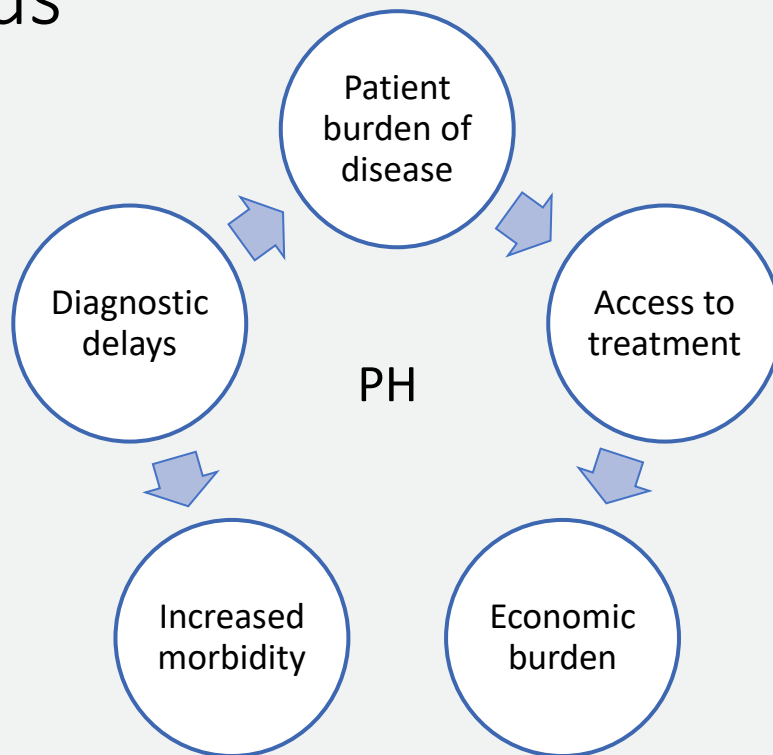 Patient
burden of
disease
Diagnostic
delays
Access to
treatment
PH
Increased
morbidity
Economic
burden